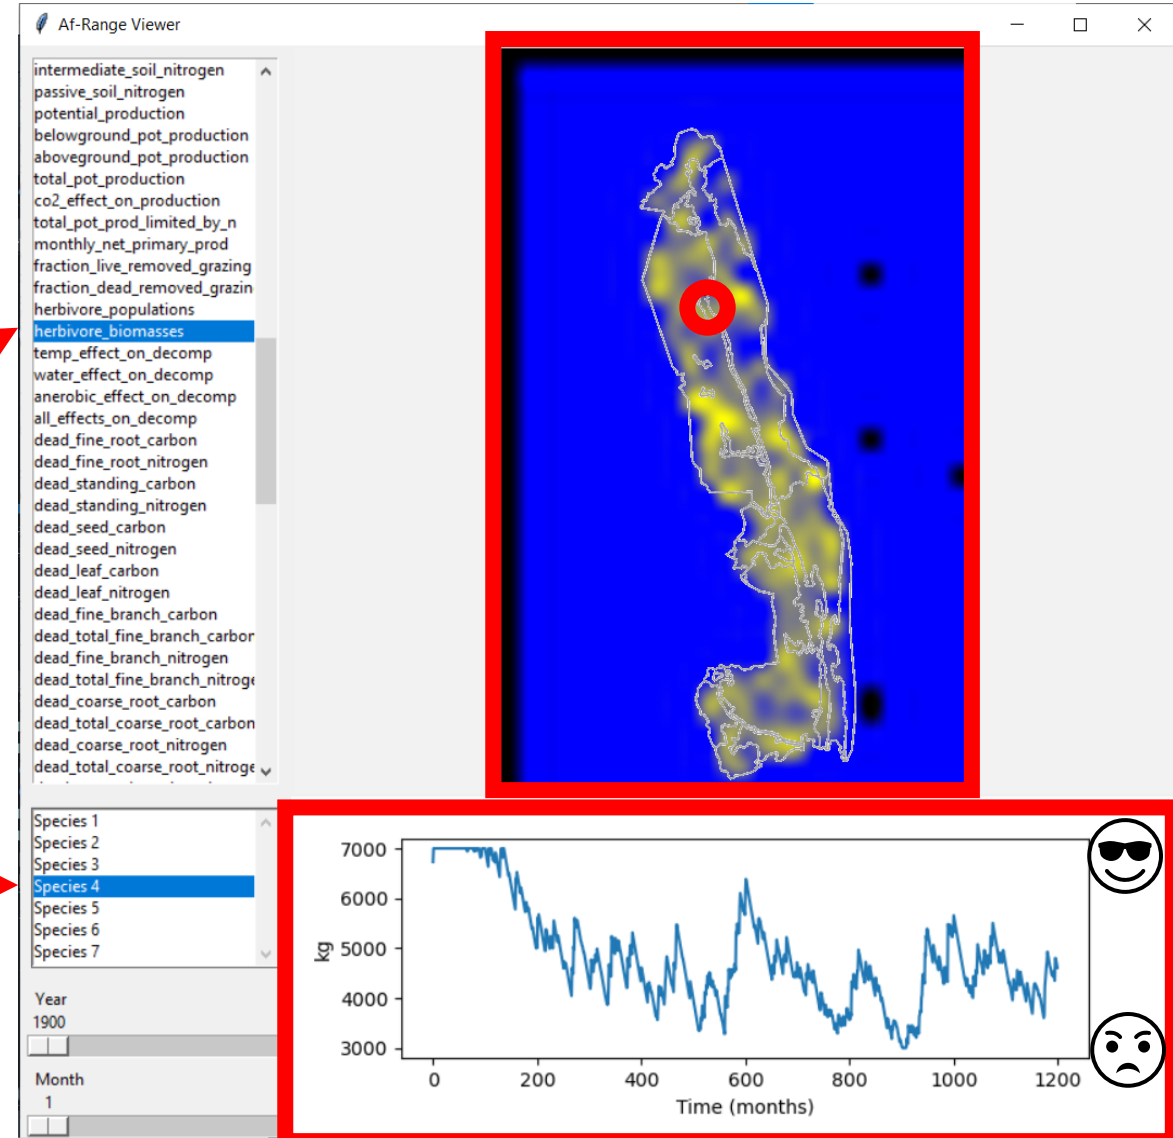 Af-Range Viewer
intermediate_soil_nitrogen
passive_soil_nitrogen
potential_production
belowground_pot_production
aboveground_pot_production
total_pot_production
co2_effect_on_production
total_pot_prod_limited_by_n
monthly_net_primary_prod
fraction_live_removed_grazing
fraction_dead_removed_grazin
herbivore_populations
herbivore_biomasses
temp_effect_on_decomp
water_effect_on_decomp
anerobic_effect_on_decomp
all_effects_on_decomp
dead_fine_root_carbon
dead_fine_root_nitrogen
dead_standing_carbon
dead_standing_nitrogen
dead_seed_carbon
dead_seed_nitrogen
dead_leaf_carbon
dead_leaf_nitrogen
dead_fine_branch_carbon
dead_total_fine_branch_carbor
dead_fine_branch_nitrogen
dead_total_fine_branch_nitroge
dead_coarse_root_carbon
dead_total_coarse_root_carbon
dead_coarse_root_nitrogen
dead_total_coarse_root_nitroge
Species 1
Species 2
Species 3
Species 4
Species 5
Species 6
Species 7
Year
1900
Month
1
7000
6000
5000
4000
3000
kg
0 200 400 600 800 1000 1200
Time (months)